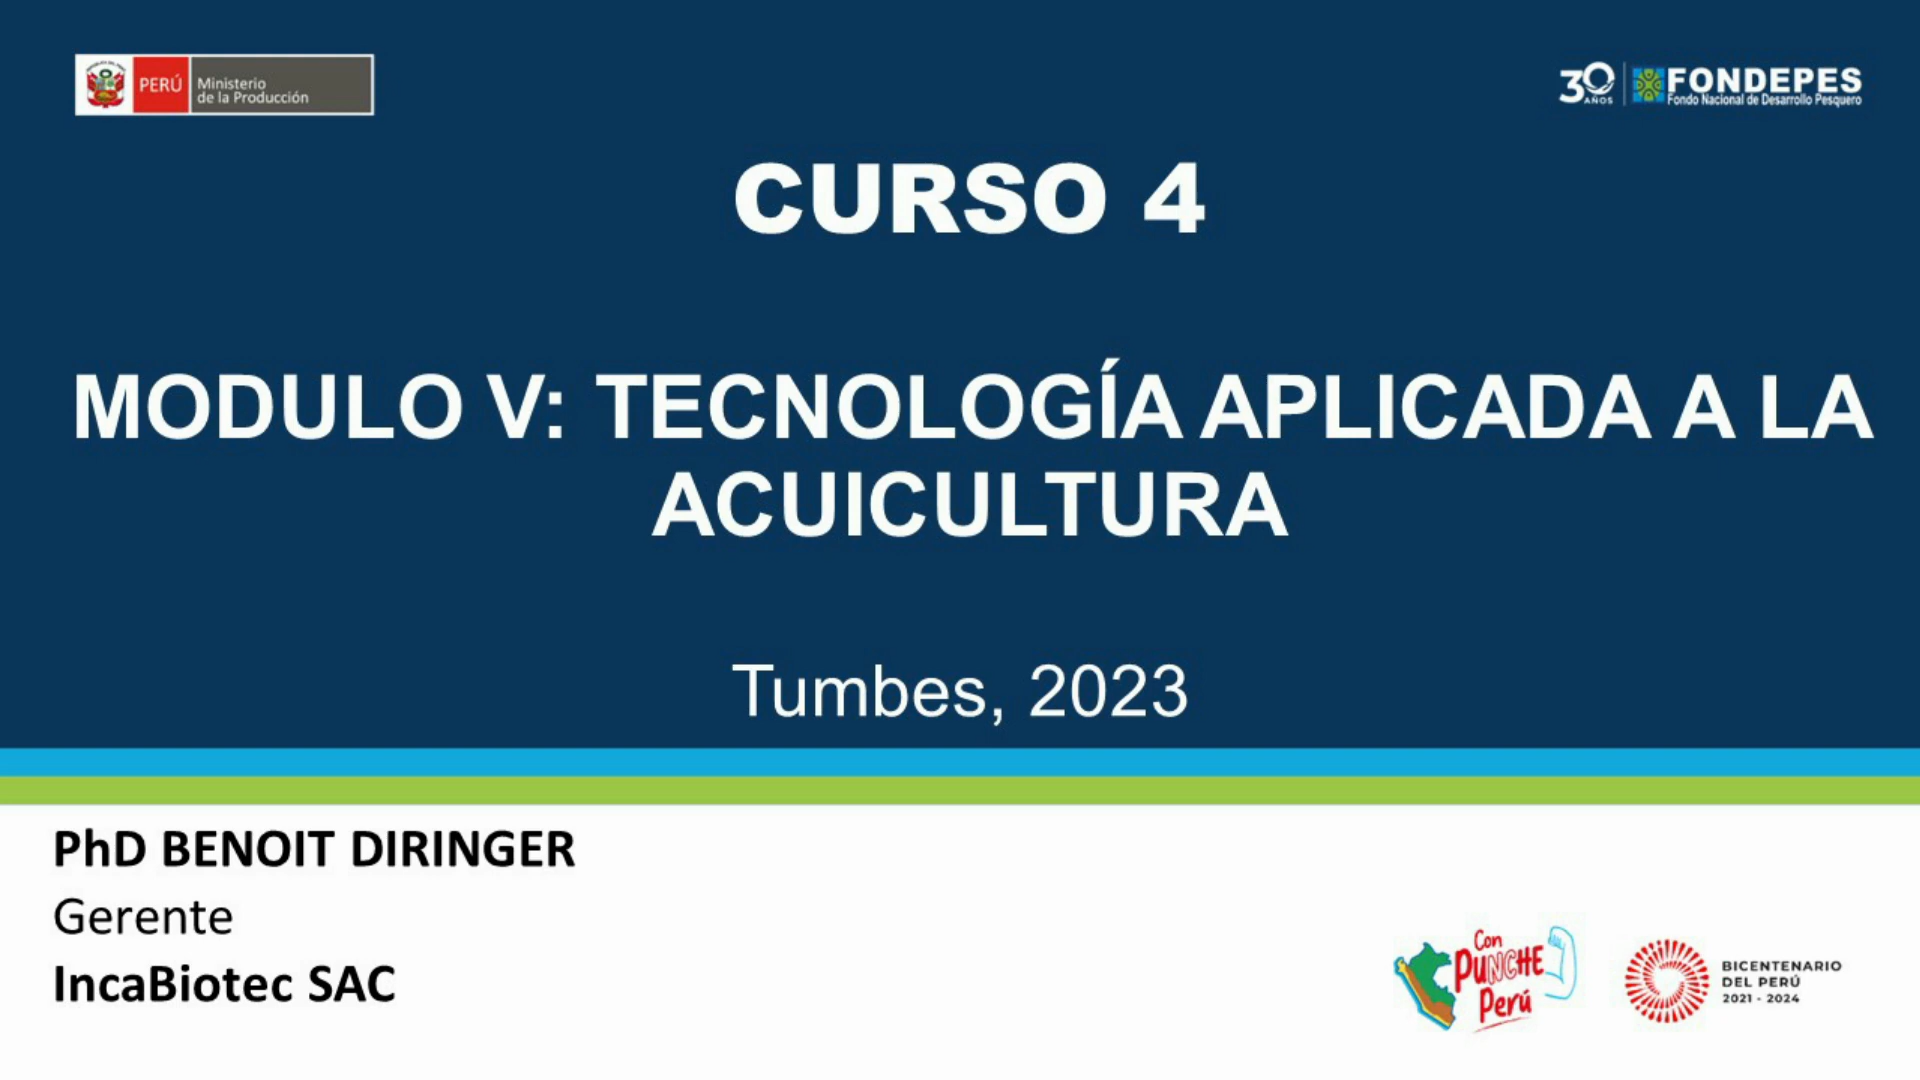 PERÚ
Ministerio
de la Producción
30 AÑOS
FONDEPES
Fondo Nacional de Desarrollo Pesquero
CURSO 4
MODULO V: TECNOLOGÍA APLICADA A LA
ACUICULTURA
Tumbes, 2023
PhD BENOIT DIRINGER
Gerente
IncaBiotec SAC
Con
PUNCHE
Perú
BICENTENARIO
DEL PERÚ
2021 - 2024